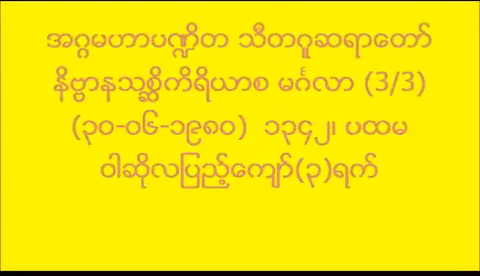 အဂ္ဂမဟာပဏ္ဍိတ သီတဂူဆရာတော်
နိဗ္ဗာနသစ္ဆိကိရိယာစ မင်္ဂလာ (3/3)
(၃၀-၀၆-၁၉၈၀) ၁၃၄၂၊ ပထမ
ဝါဆိုလပြည့်ကျော်(၃)ရက်